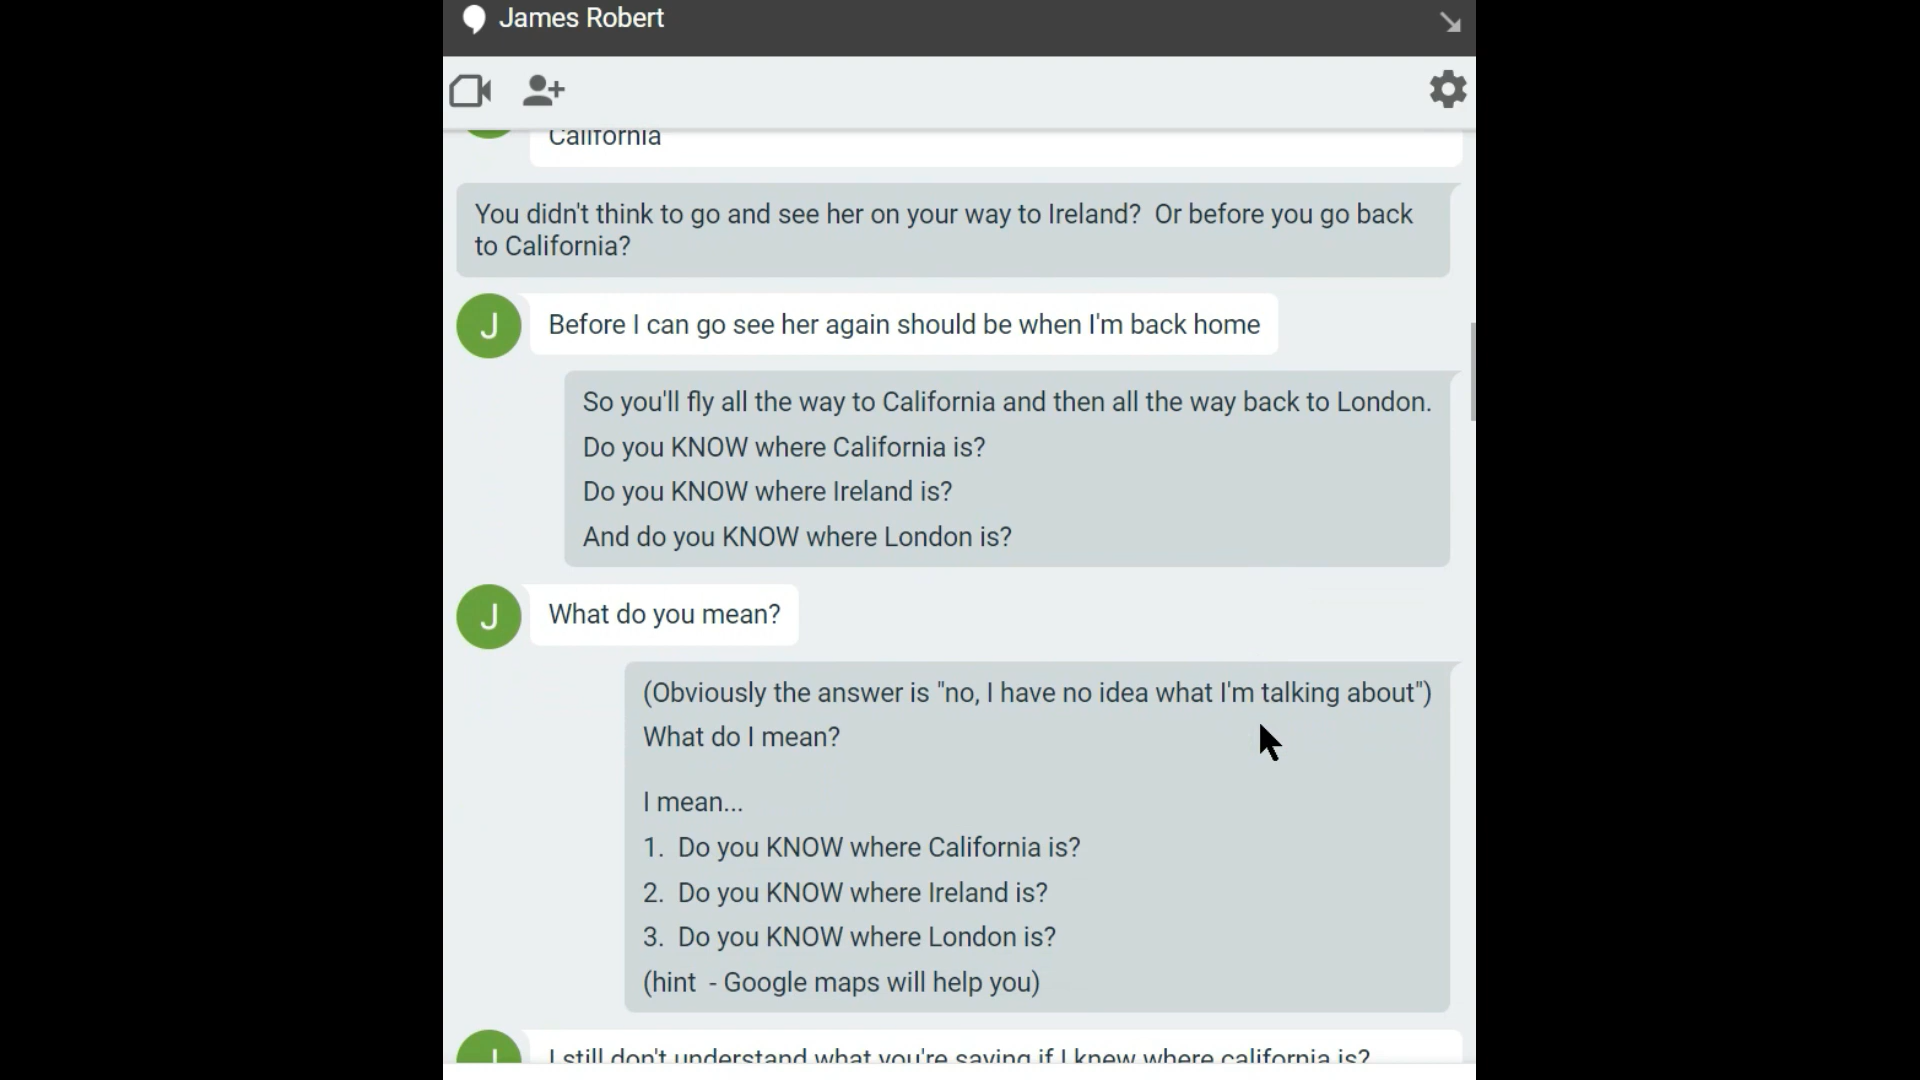 James Robert
California
You didn't think to go and see her on your way to Ireland?  Or before you go back
to California?
J
Before I can go see her again should be when I'm back home
So you'll fly all the way to California and then all the way back to London.
Do you KNOW where California is?
Do you KNOW where Ireland is?
And do you KNOW where London is?
J
What do you mean?
(Obviously the answer is "no, I have no idea what I'm talking about")
What do I mean?
I mean...
1.  Do you KNOW where California is?
2.  Do you KNOW where Ireland is?
3.  Do you KNOW where London is?
(hint  - Google maps will help you)
J
I still don't understand what you're saying if I knew where california is?